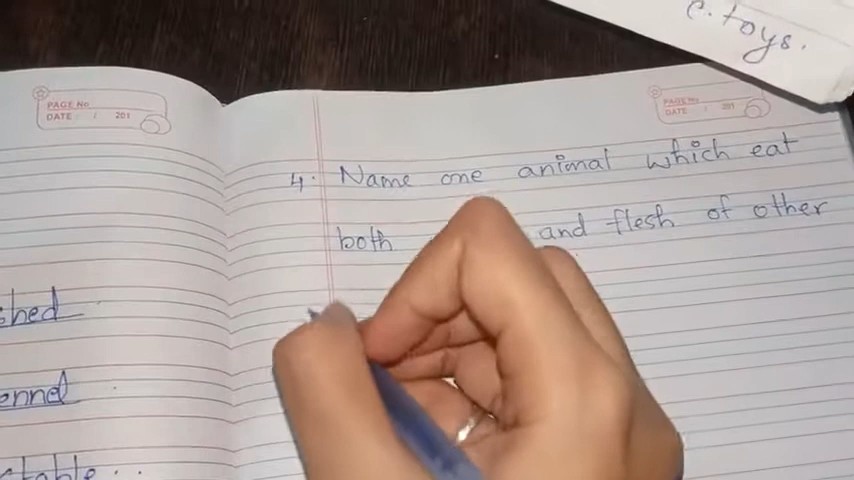 c. toys.
PAGE No.
DATE: / / 201
PAGE No.
DATE: / / 201
4. Name one animal which eat
both and flesh of other
shed
ennel
table